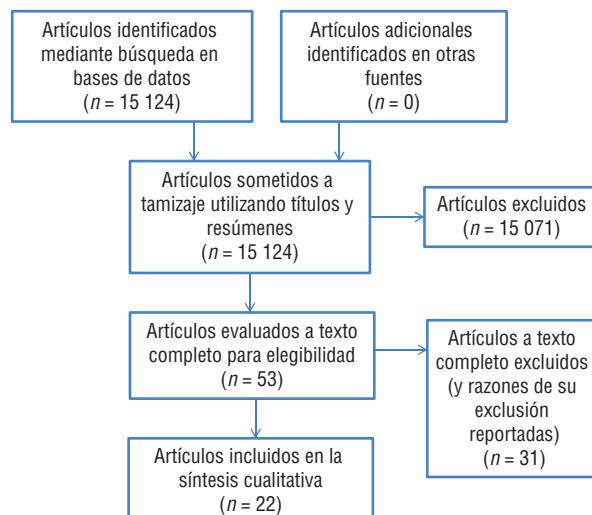 Artículos identificados
mediante búsqueda en
bases de datos
(n = 15 124)
Artículos adicionales
identificados en otras
fuentes
(n = 0)
Artículos sometidos a
tamizaje utilizando títulos y
resúmenes
(n = 15 124)
Artículos excluidos
(n = 15 071)
Artículos evaluados a texto
completo para elegibilidad
(n = 53)
Artículos a texto
completo excluidos
(y razones de su
exclusión
reportadas)
(n = 31)
Artículos incluidos en la
síntesis cualitativa
(n = 22)